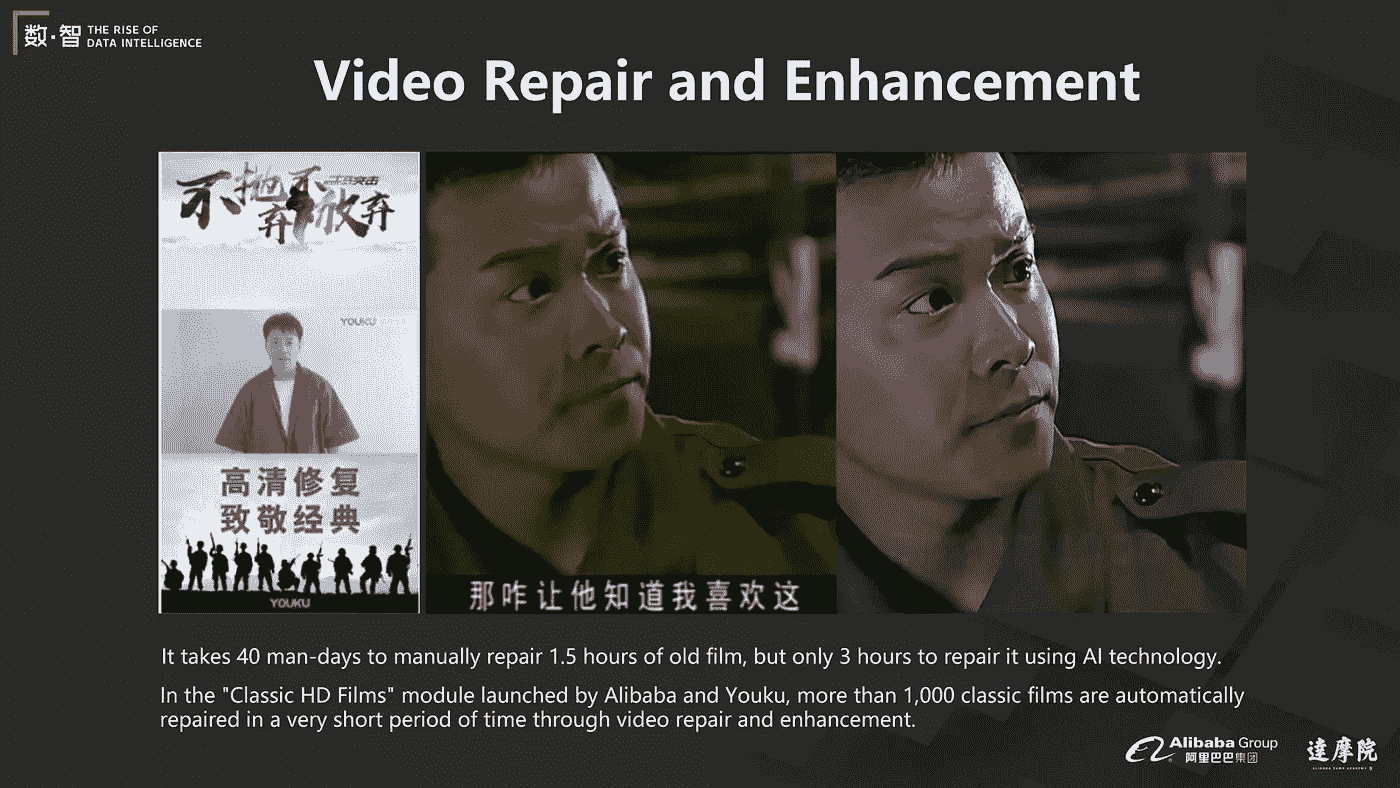 数·智 THE RISE OF
DATA INTELLIGENCE
Video Repair and Enhancement
不抛弃不放弃
士兵突击
YOUKU
高清修复
致敬经典
YOUKU
那咋让他知道我喜欢这
It takes 40 man-days to manually repair 1.5 hours of old film, but only 3 hours to repair it using AI technology.
In the "Classic HD Films" module launched by Alibaba and Youku, more than 1,000 classic films are automatically
repaired in a very short period of time through video repair and enhancement.
Alibaba Group
阿里巴巴集团
達摩院
ALIBABA DAMO ACADEMY